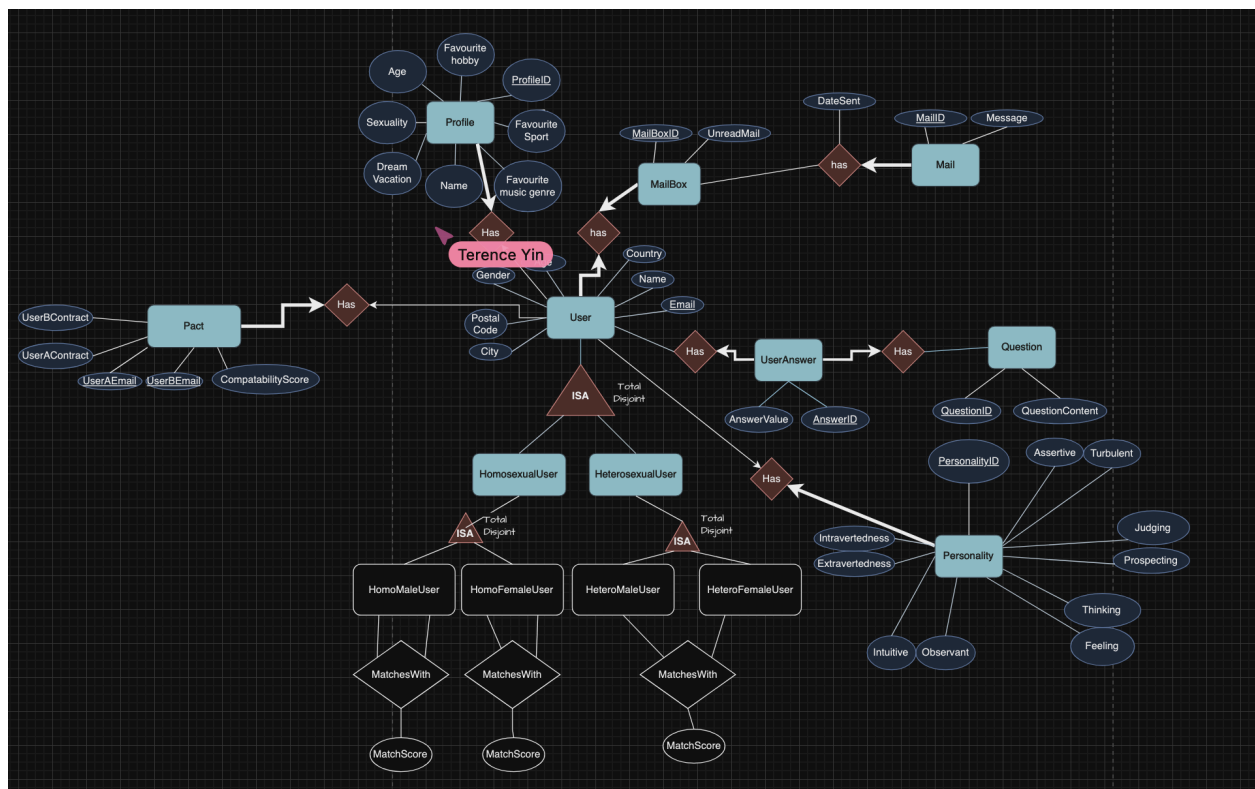 Favourite
hobby
Age
ProfileID
Profile
Sexuality
Favourite
Sport
Dream
Vacation
Name
Favourite
music genre
Has
Terence Yin
DateSent
MailID
Message
MailBoxID
UnreadMail
has
Mail
MailBox
has
Country
Gender
Name
Email
User
Postal
Code
City
Has
Pact
UserBContract
UserAContract
UserAEmail
UserBEmail
CompatabilityScore
Has
UserAnswer
Has
Question
AnswerValue
AnswerID
QuestionID
QuestionContent
ISA
Total
Disjoint
HomosexualUser
HeterosexualUser
Has
PersonalityID
Assertive
Turbulent
Judging
Prospecting
Intravertedness
Extravertedness
Personality
Thinking
Feeling
Intuitive
Observant
ISA
Total
Disjoint
ISA
HomoMaleUser
HomoFemaleUser
HeteroMaleUser
HeteroFemaleUser
MatchesWith
MatchesWith
MatchesWith
MatchScore
MatchScore
MatchScore